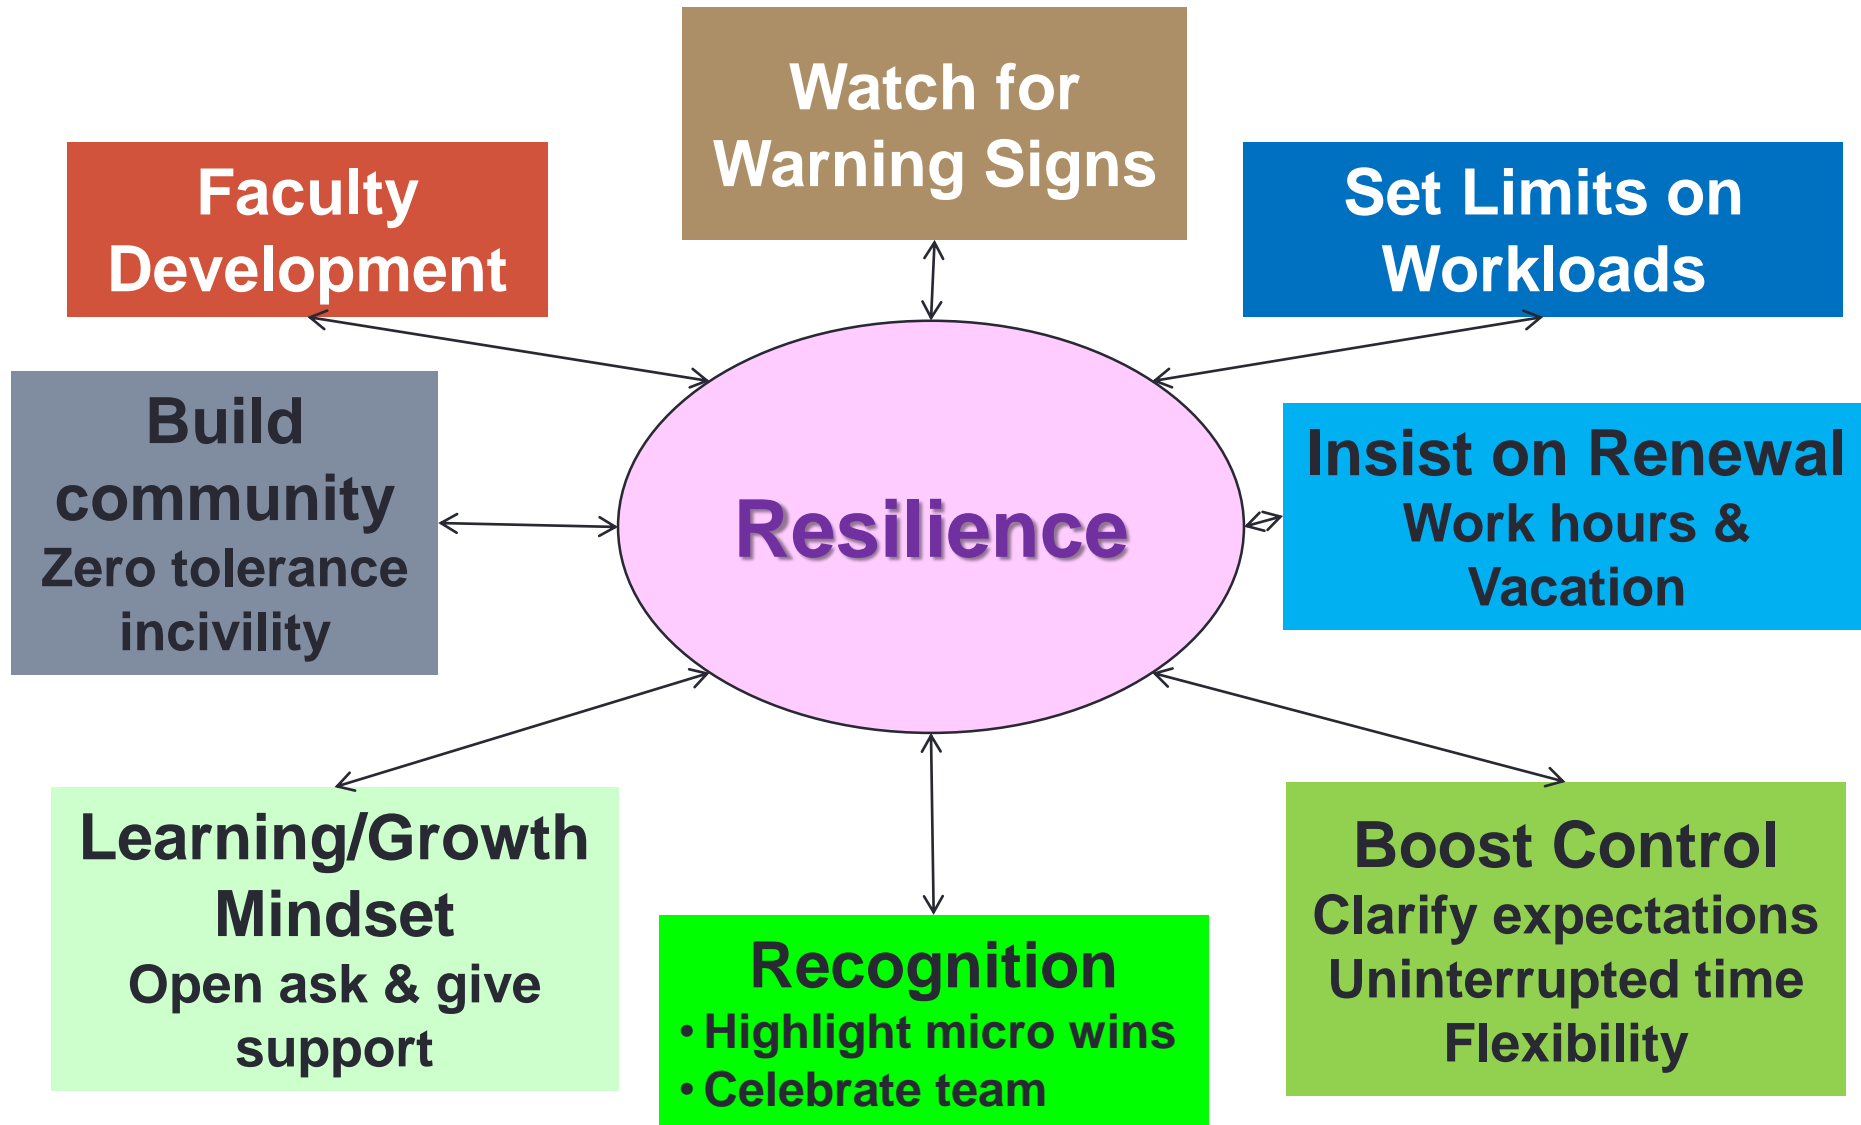 Watch for
Warning Signs
Faculty
Development
Set Limits on
Workloads
Build
community
Zero tolerance
incivility
Resilience
Insist on Renewal
Work hours &
Vacation
Learning/Growth
Mindset
Open ask & give
support
Recognition
• Highlight micro wins
• Celebrate team
Boost Control
Clarify expectations
Uninterrupted time
Flexibility